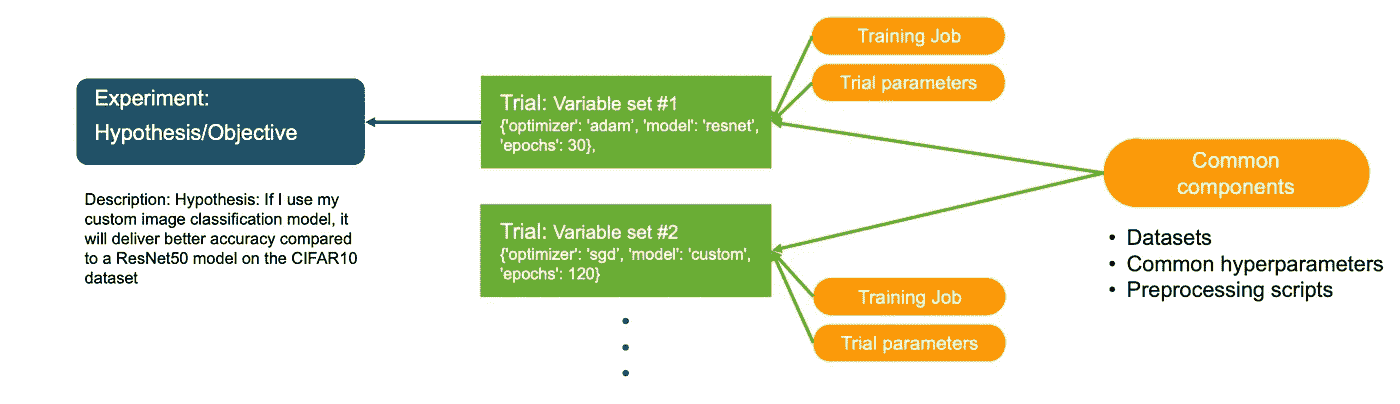 Experiment:
Hypothesis/Objective
Description: Hypothesis: If I use my
custom image classification model, it
will deliver better accuracy compared
to a ResNet50 model on the CIFAR10
dataset
Trial: Variable set #1
{'optimizer': 'adam', 'model': 'resnet',
'epochs': 30},
Trial: Variable set #2
{'optimizer': 'sgd', 'model': 'custom',
'epochs': 120}
Training Job
Trial parameters
Training Job
Trial parameters
Common
components
• Datasets
• Common hyperparameters
• Preprocessing scripts